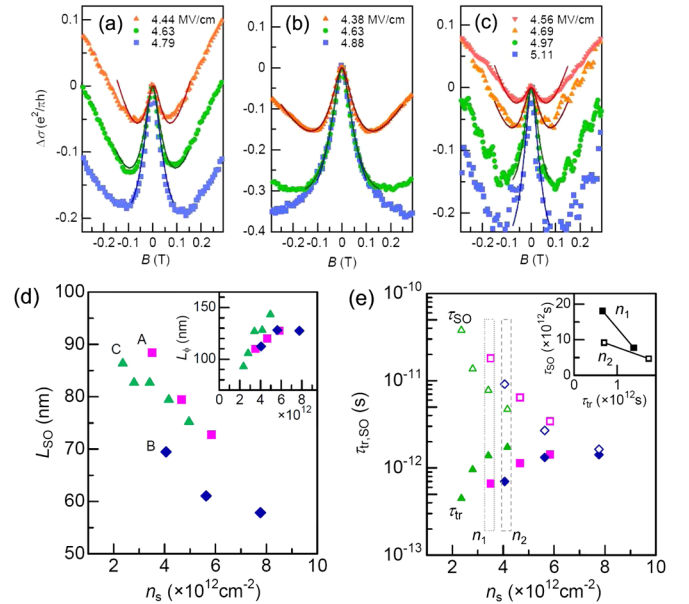 (a)
4.44 MV/cm
4.63
4.79
0.1
0
-0.1
-0.2
Δσ (e²/πh)
-0.2 -0.1 0 0.1 0.2
B (T)
(b)
4.38 MV/cm
4.63
4.88
0.1
0
-0.1
-0.2
-0.3
-0.4
-0.2 -0.1 0 0.1 0.2
B (T)
(c)
4.56 MV/cm
4.69
4.97
5.11
0.1
0
-0.1
-0.2
-0.2 -0.1 0 0.1 0.2
B (T)
(d)
100
90
80
70
60
50
L_SO (nm)
A
C
B
150
130
100
L_ϕ (nm)
0 2 4 6 8 10
×10¹²
0 2 4 6 8 10
n_s (×10¹²cm⁻²)
(e)
10⁻¹⁰
10⁻¹¹
10⁻¹²
10⁻¹³
τ_tr,SO (s)
τ_SO
τ_tr
n₁
n₂
20
10
0
τ_SO (×10¹²s)
n₁
n₂
0 1
τ_tr (×10¹²s)
2 4 6 8 10
n_s (×10¹²cm⁻²)